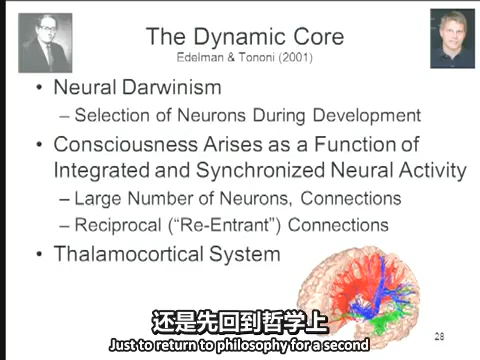 The Dynamic Core
Edelman & Tononi (2001)
• Neural Darwinism
– Selection of Neurons During Development
• Consciousness Arises as a Function of
Integrated and Synchronized Neural Activity
– Large Number of Neurons, Connections
– Reciprocal ("Re-Entrant") Connections
• Thalamocortical System
还是先回到哲学上
Just to return to philosophy for a second
28